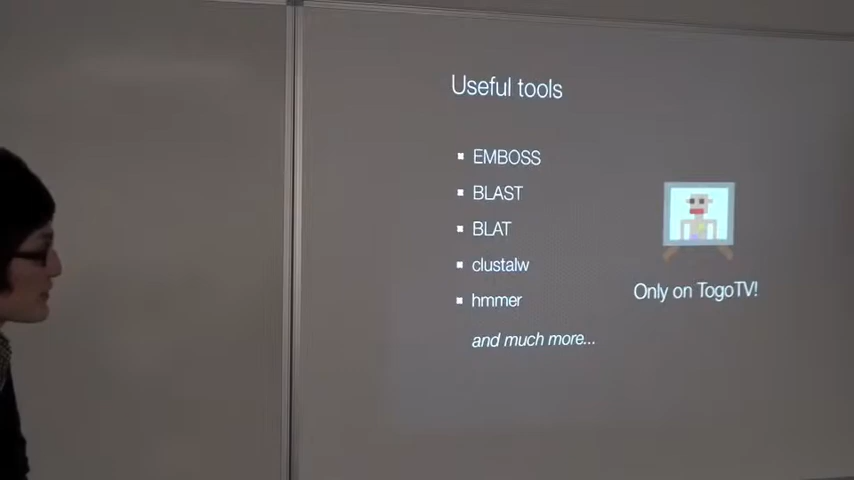 Useful tools
EMBOSS
BLAST
BLAT
clustalw
hmmer
and much more...
Only on TogoTV!